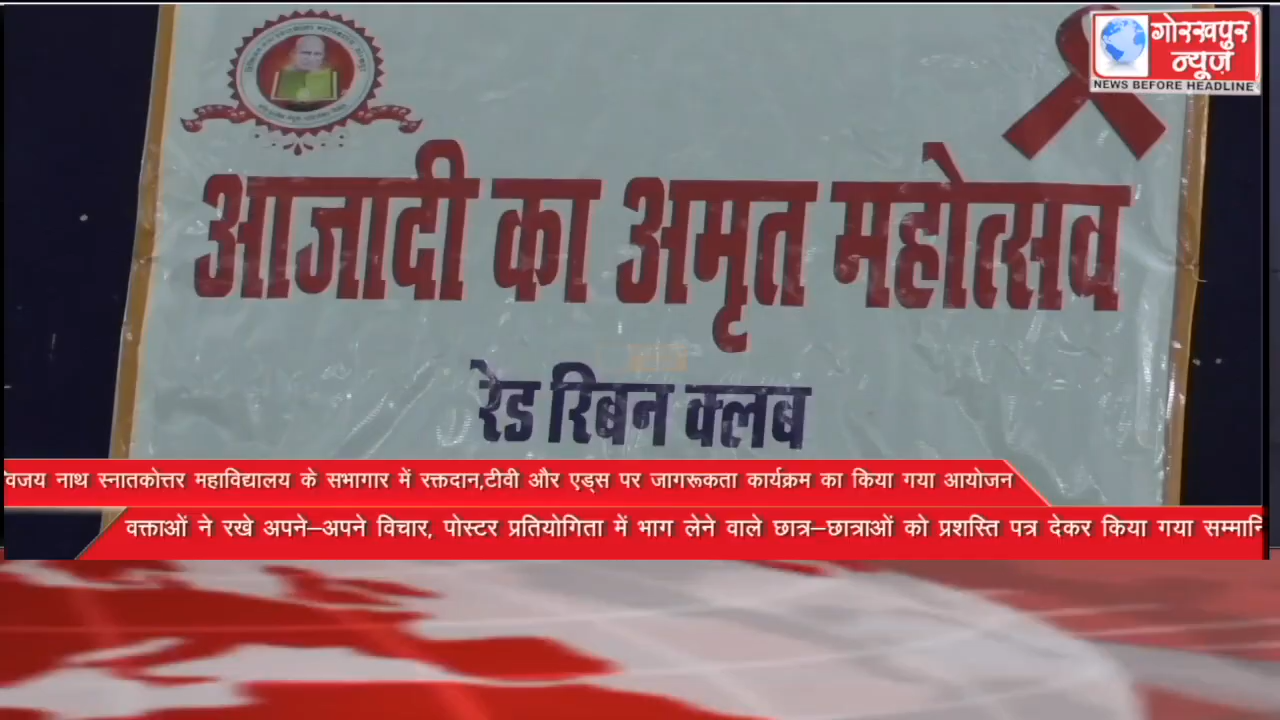 गोरखपुर
न्यूज़
NEWS BEFORE HEADLINE
आजादी का अमृत महोत्सव
रेड रिबन क्लब
विजय नाथ स्नातकोत्तर महाविद्यालय के सभागार में रक्तदान,टीवी और एड्स पर जागरूकता कार्यक्रम का किया गया आयोजन
वक्ताओं ने रखे अपने–अपने विचार, पोस्टर प्रतियोगिता में भाग लेने वाले छात्र–छात्राओं को प्रशस्ति पत्र देकर किया गया सम्मानि